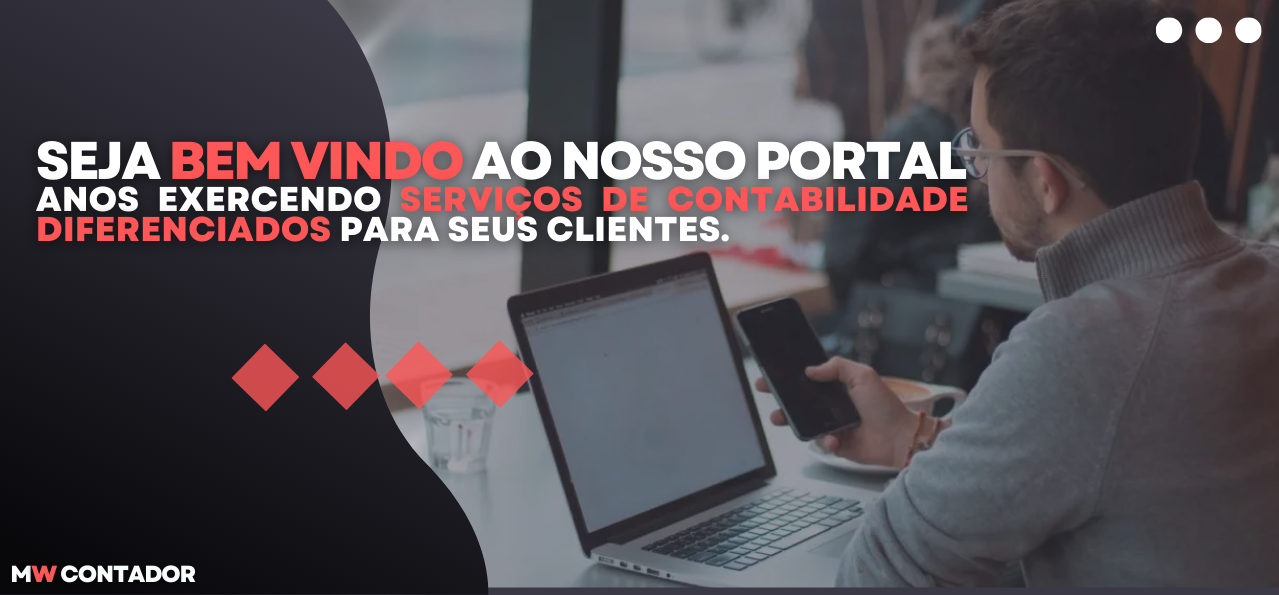 SEJA BEM VINDO AO NOSSO PORTAL
ANOS EXERCENDO SERVIÇOS DE CONTABILIDADE
DIFERENCIADOS PARA SEUS CLIENTES.
MW CONTADOR